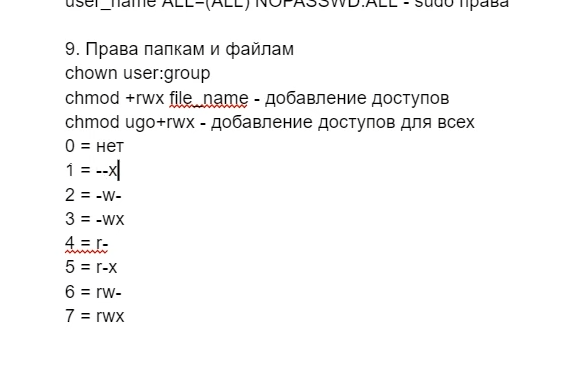 user_name ALL=(ALL) NOPASSWD:ALL - sudo права
9. Права папкам и файлам
chown user:group
chmod +rwx file_name - добавление доступов
chmod ugo+rwx - добавление доступов для всех
0 = нет
1 = --x
2 = -w-
3 = -wx
4 = r-
5 = r-x
6 = rw-
7 = rwx